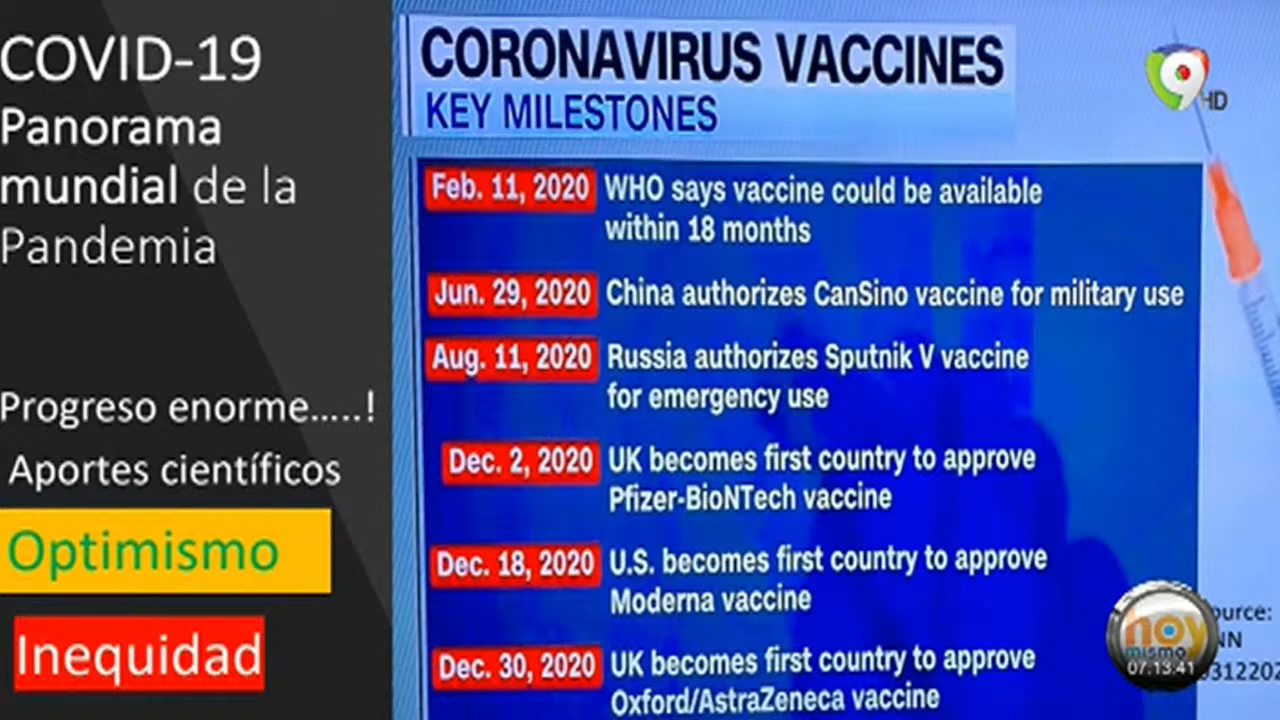 COVID-19
Panorama
mundial de la
Pandemia
Progreso enorme.....!
Aportes científicos
Optimismo
Inequidad
CORONAVIRUS VACCINES
KEY MILESTONES
Feb. 11, 2020 WHO says vaccine could be available
within 18 months
Jun. 29, 2020 China authorizes CanSino vaccine for military use
Aug. 11, 2020 Russia authorizes Sputnik V vaccine
for emergency use
Dec. 2, 2020 UK becomes first country to approve
Pfizer-BioNTech vaccine
Dec. 18, 2020 U.S. becomes first country to approve
Moderna vaccine
Dec. 30, 2020 UK becomes first country to approve
Oxford/AstraZeneca vaccine
9 HD
hoy
mismo
07:13:41